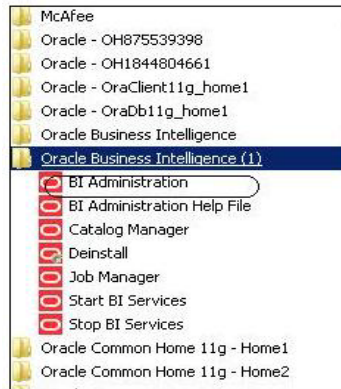 McAfee
Oracle - OH875539398
Oracle - OH1844804661
Oracle - OraClient11g_home1
Oracle - OraDb11g_home1
Oracle Business Intelligence
Oracle Business Intelligence (1)
BI Administration
BI Administration Help File
Catalog Manager
Deinstall
Job Manager
Start BI Services
Stop BI Services
Oracle Common Home 11g - Home1
Oracle Common Home 11g - Home2